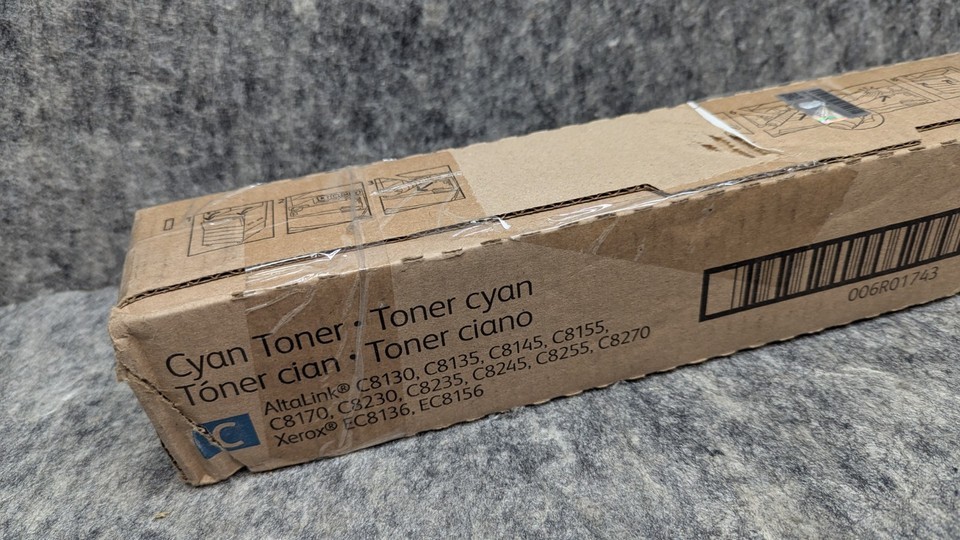 Cyan Toner • Toner cyan
Tóner cian • Toner ciano
AltaLink® C8130, C8135, C8145, C8155,
C8170, C8230, C8235, C8245, C8255, C8270
Xerox® EC8136, EC8156
C
006R01743